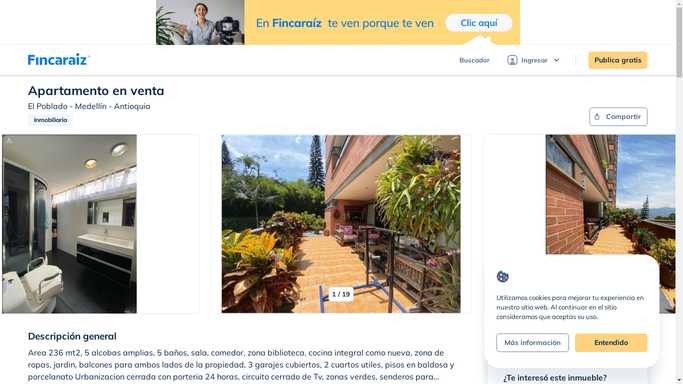 En Fincaraíz te ven porque te ven
Clic aquí
Fincaraiz
Buscador
Ingresar
Publica gratis
Apartamento en venta
El Poblado - Medellín - Antioquia
Inmobiliaria
Compartir
1 / 19
Utilizamos cookies para mejorar tu experiencia en
nuestro sitio web. Al continuar en el sitio
consideramos que aceptas su uso.
Más información
Entendido
Descripción general
Area 236 mt2, 5 alcobas amplias, 5 baños, sala, comedor, zona biblioteca, cocina integral como nueva, zona de
ropas, jardin, balcones para ambos lados de la propiedad, 3 garajes cubiertos, 2 cuartos utiles, pisos en baldosa y
porcelanato Urbanizacion cerrada con porteria 24 horas, circuito cerrado de Tv, zonas verdes, senderos para...
¿Te interesó este inmueble?